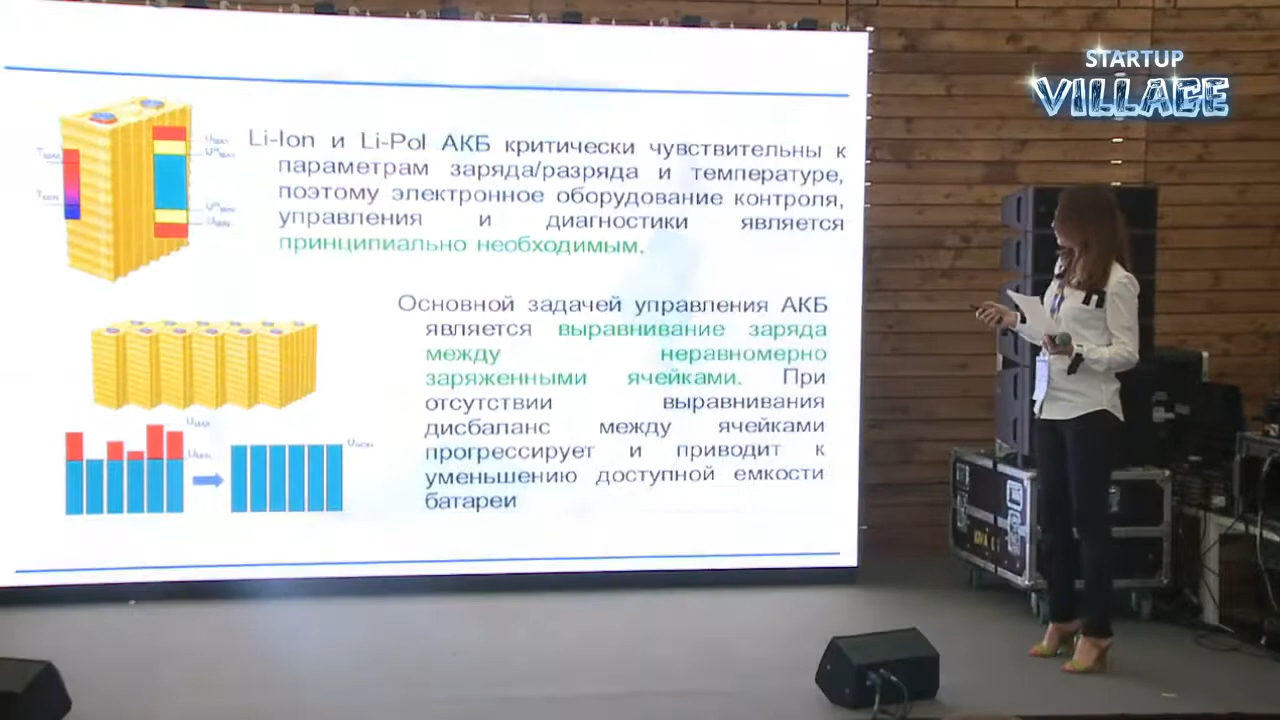 STARTUP
VILLAGE
Li-Ion и Li-Pol АКБ критически чувствительны к
параметрам заряда/разряда и температуре,
поэтому электронное оборудование контроля,
управления и диагностики является
принципиально необходимым.
Основной задачей управления АКБ
является выравнивание заряда
между неравномерно
заряженными ячейками. При
отсутствии выравнивания
дисбаланс между ячейками
прогрессирует и приводит к
уменьшению доступной емкости
батареи